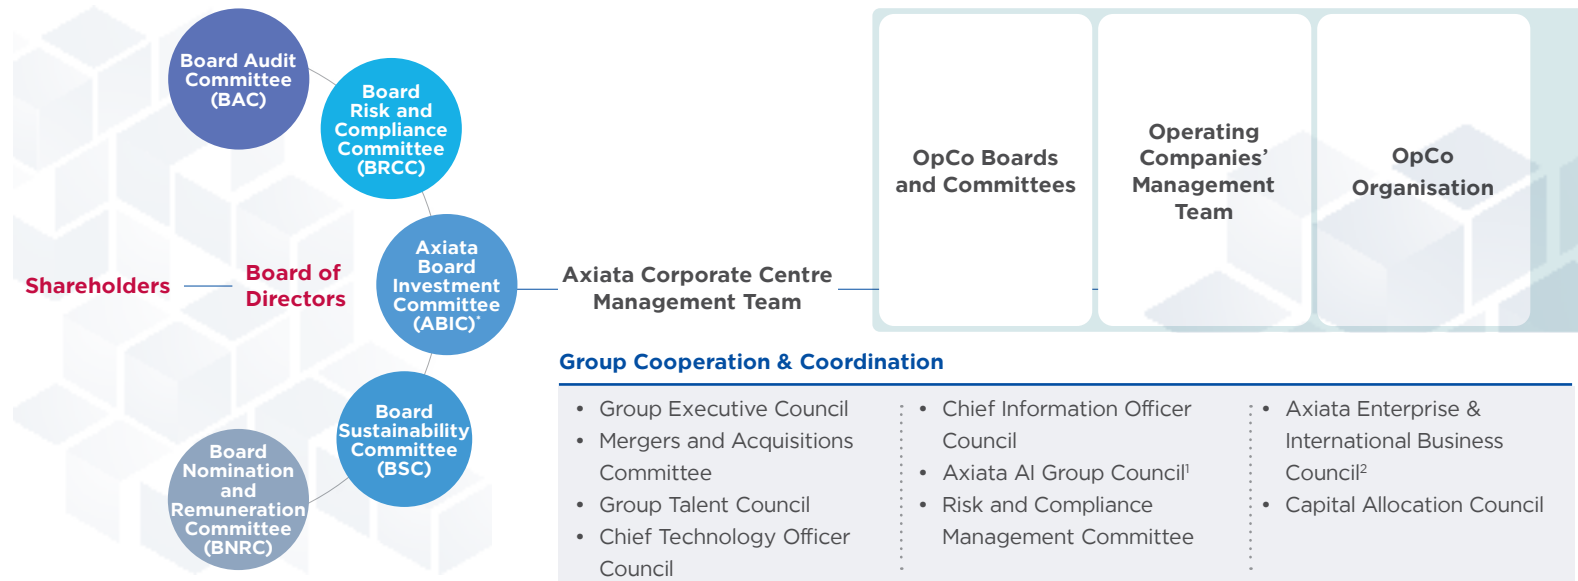 Board Audit
Committee
(BAC)
Board
Risk and
Compliance
Committee
(BRCC)
Axiata
Board
Investment
Committee
(ABIC)*
Board
Sustainability
Committee
(BSC)
Board
Nomination
and
Remuneration
Committee
(BNRC)
Shareholders
Board of
Directors
Axiata Corporate Centre
Management Team
OpCo Boards
and Committees
Operating
Companies’
Management
Team
OpCo
Organisation
Group Cooperation & Coordination
• Group Executive Council
• Mergers and Acquisitions
Committee
• Group Talent Council
• Chief Technology Officer
Council
• Chief Information Officer
Council
• Axiata AI Group Council¹
• Risk and Compliance
Management Committee
• Axiata Enterprise &
International Business
Council²
• Capital Allocation Council